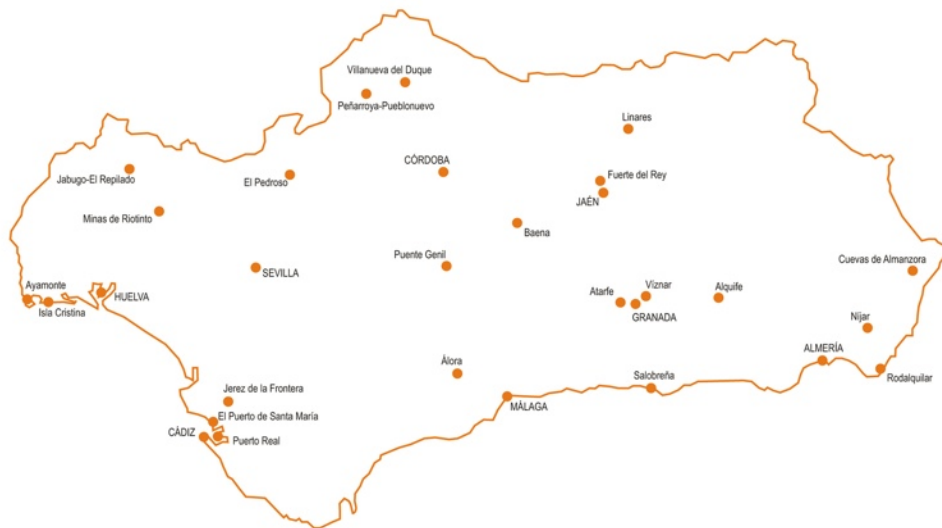 Villanueva del Duque
Peñarroya-Pueblonuevo
Linares
CÓRDOBA
Jabugo-El Repilado
El Pedroso
Fuerte del Rey
JAÉN
Minas de Riotinto
Baena
Puente Genil
Cuevas de Almanzora
SEVILLA
Ayamonte
HUELVA
Isla Cristina
Atarfe
Víznar
Alquife
GRANADA
Níjar
ALMERÍA
Álora
Rodalquilar
Jerez de la Frontera
Salobreña
MÁLAGA
El Puerto de Santa María
CÁDIZ
Puerto Real